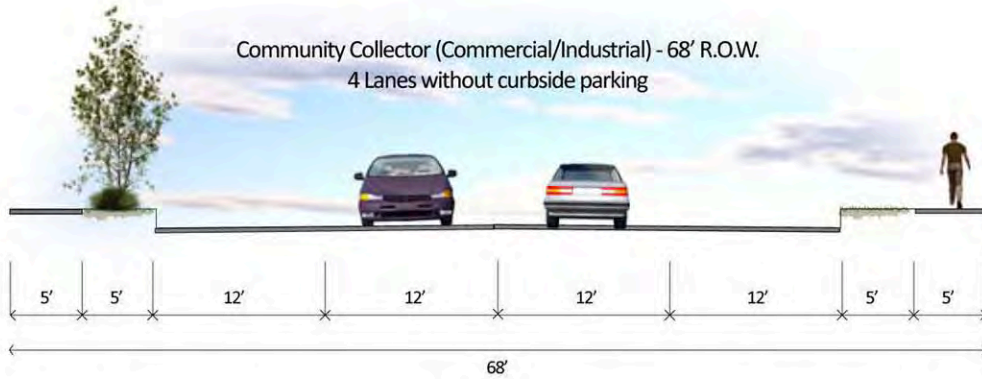 Community Collector (Commercial/Industrial) - 68' R.O.W.
4 Lanes without curbside parking
5' 5' 12' 12' 12' 12' 5' 5'
68'